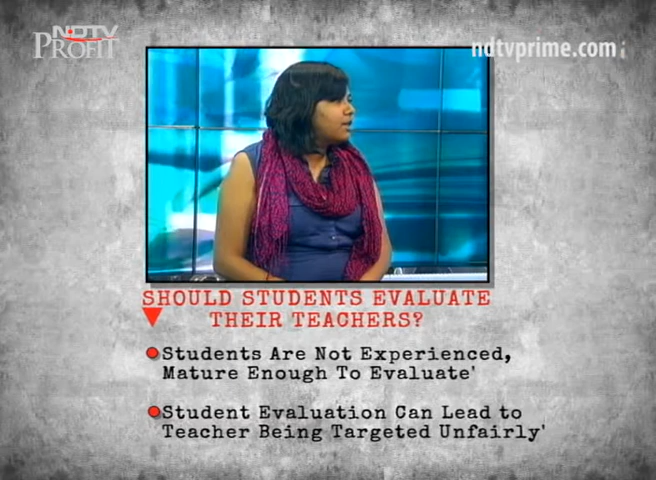 NDTV
PROFIT
ndtvprime.com
SHOULD STUDENTS EVALUATE
THEIR TEACHERS?
Students Are Not Experienced,
Mature Enough To Evaluate'
Student Evaluation Can Lead to
Teacher Being Targeted Unfairly'